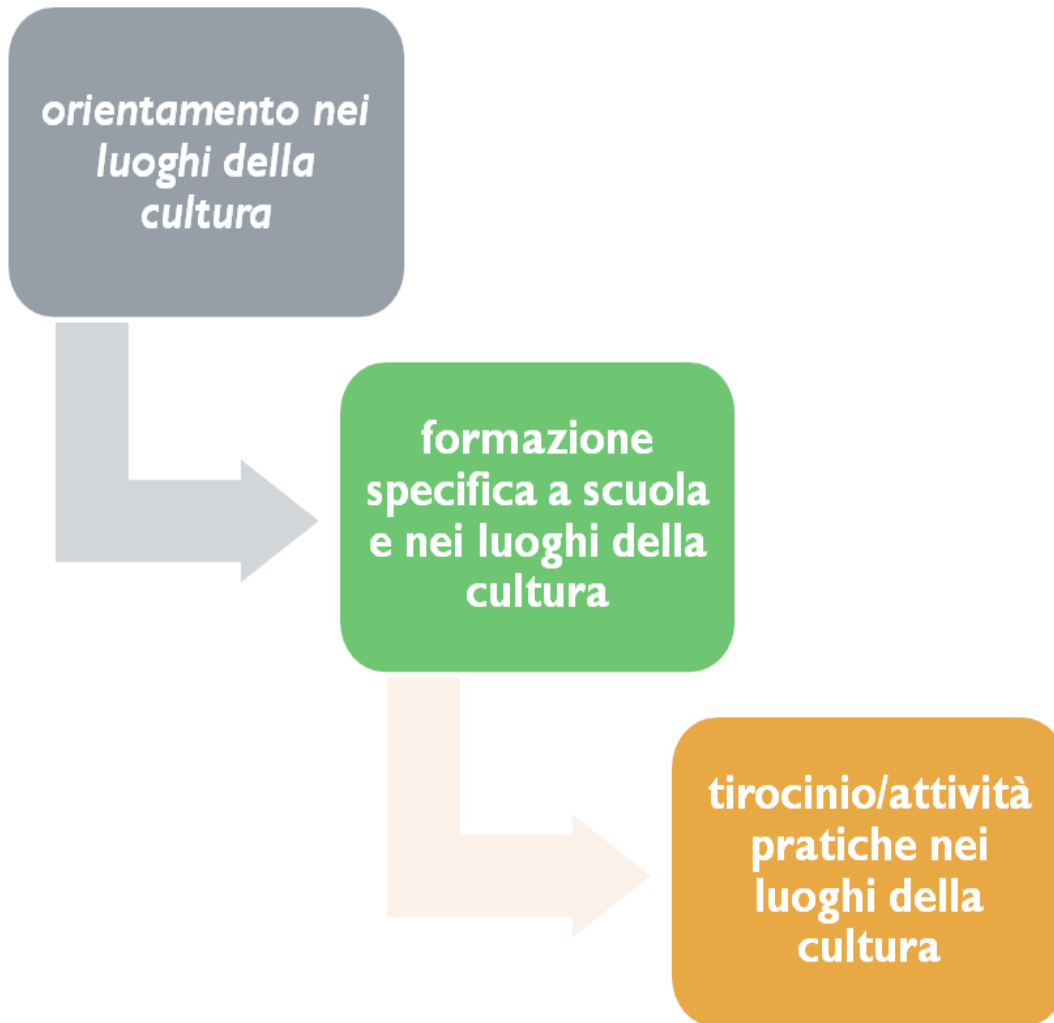 orientamento nei
luoghi della
cultura
formazione
specifica a scuola
e nei luoghi della
cultura
tirocinio/attività
pratiche nei
luoghi della
cultura